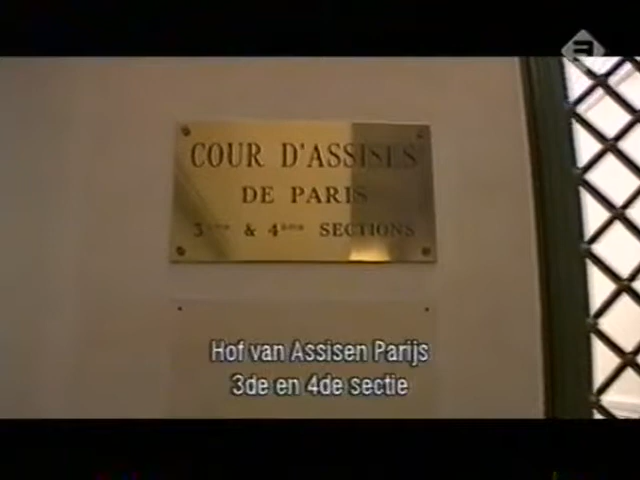 COUR D'ASSISES
DE PARIS
3ème & 4ème SECTIONS
Hof van Assisen Parijs
3de en 4de sectie